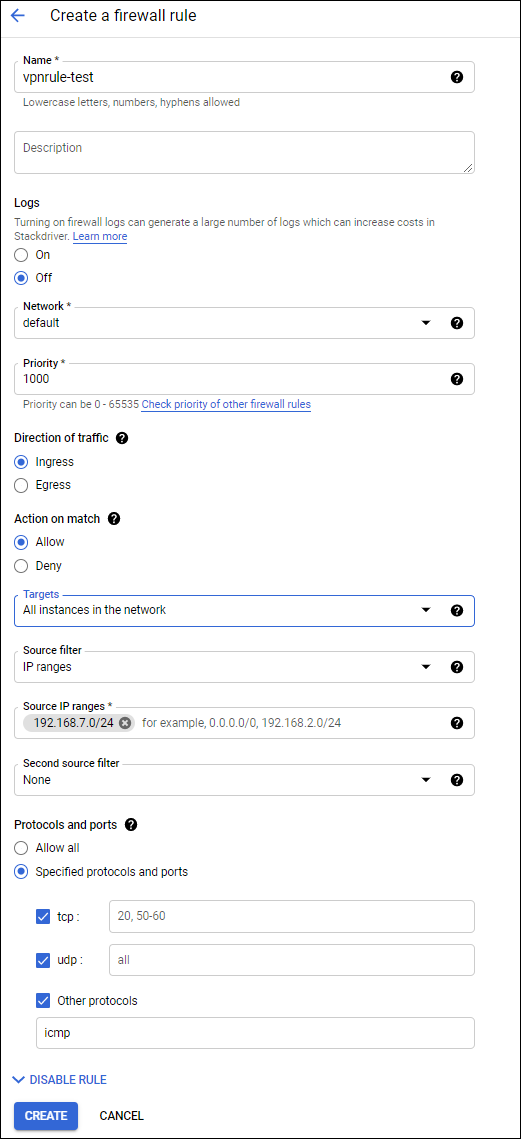 Create a firewall rule
Name *
vpnrule-test
Lowercase letters, numbers, hyphens allowed
Description
Logs
Turning on firewall logs can generate a large number of logs which can increase costs in
Stackdriver. Learn more
On
Off
Network *
default
Priority *
1000
Priority can be 0 - 65535 Check priority of other firewall rules
Direction of traffic
Ingress
Egress
Action on match
Allow
Deny
Targets
All instances in the network
Source filter
IP ranges
Source IP ranges *
192.168.7.0/24 for example, 0.0.0.0/0, 192.168.2.0/24
Second source filter
None
Protocols and ports
Allow all
Specified protocols and ports
tcp : 20, 50-60
udp : all
Other protocols
icmp
DISABLE RULE
CREATE CANCEL